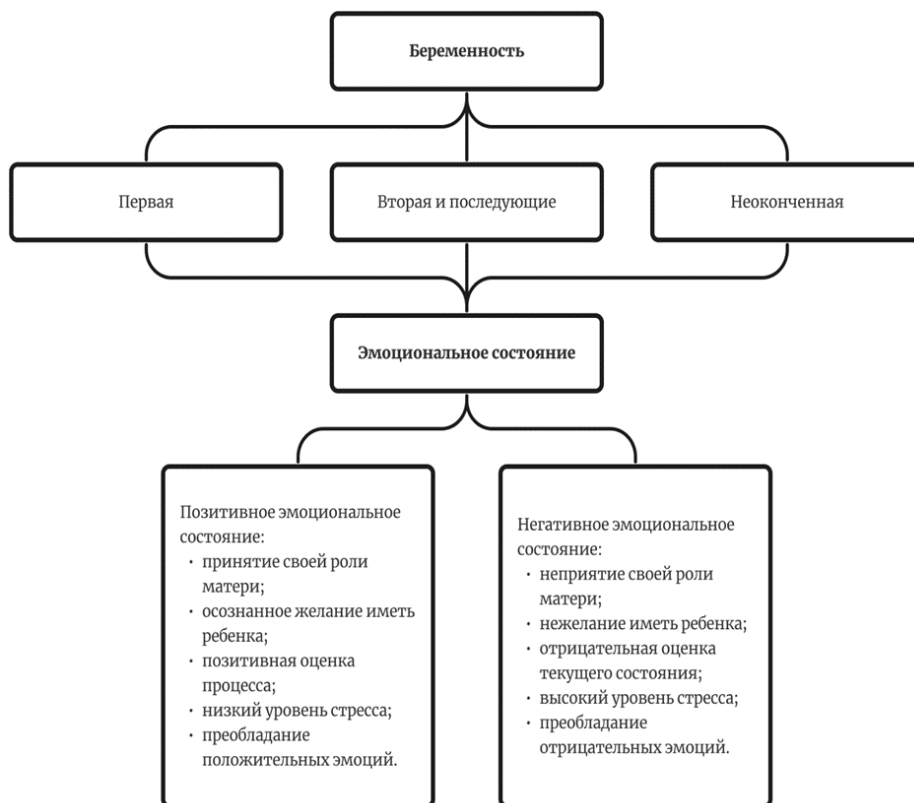 Беременность
Первая
Вторая и последующие
Неоконченная
Эмоциональное состояние
Позитивное эмоциональное
состояние:
• принятие своей роли
матери;
• осознанное желание иметь
ребенка;
• позитивная оценка
процесса;
• низкий уровень стресса;
• преобладание
положительных эмоций.
Негативное эмоциональное
состояние:
• неприятие своей роли
матери;
• нежелание иметь ребенка;
• отрицательная оценка
текущего состояния;
• высокий уровень стресса;
• преобладание
отрицательных эмоций.